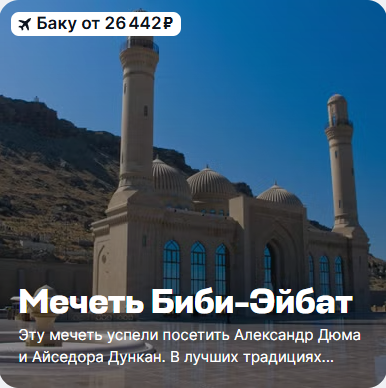 Баку от 26 442 ₽
Мечеть Биби-Эйбат
Эту мечеть успели посетить Александр Дюма
и Айседора Дункан. В лучших традициях...